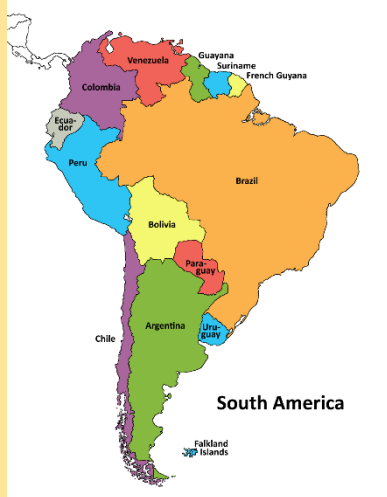 Guayana
Venezuela
Suriname
French Guyana
Colombia
Ecua-
dor
Peru
Brazil
Bolivia
Para-
guay
Argentina
Uru-
guay
Chile
South America
Falkland
Islands